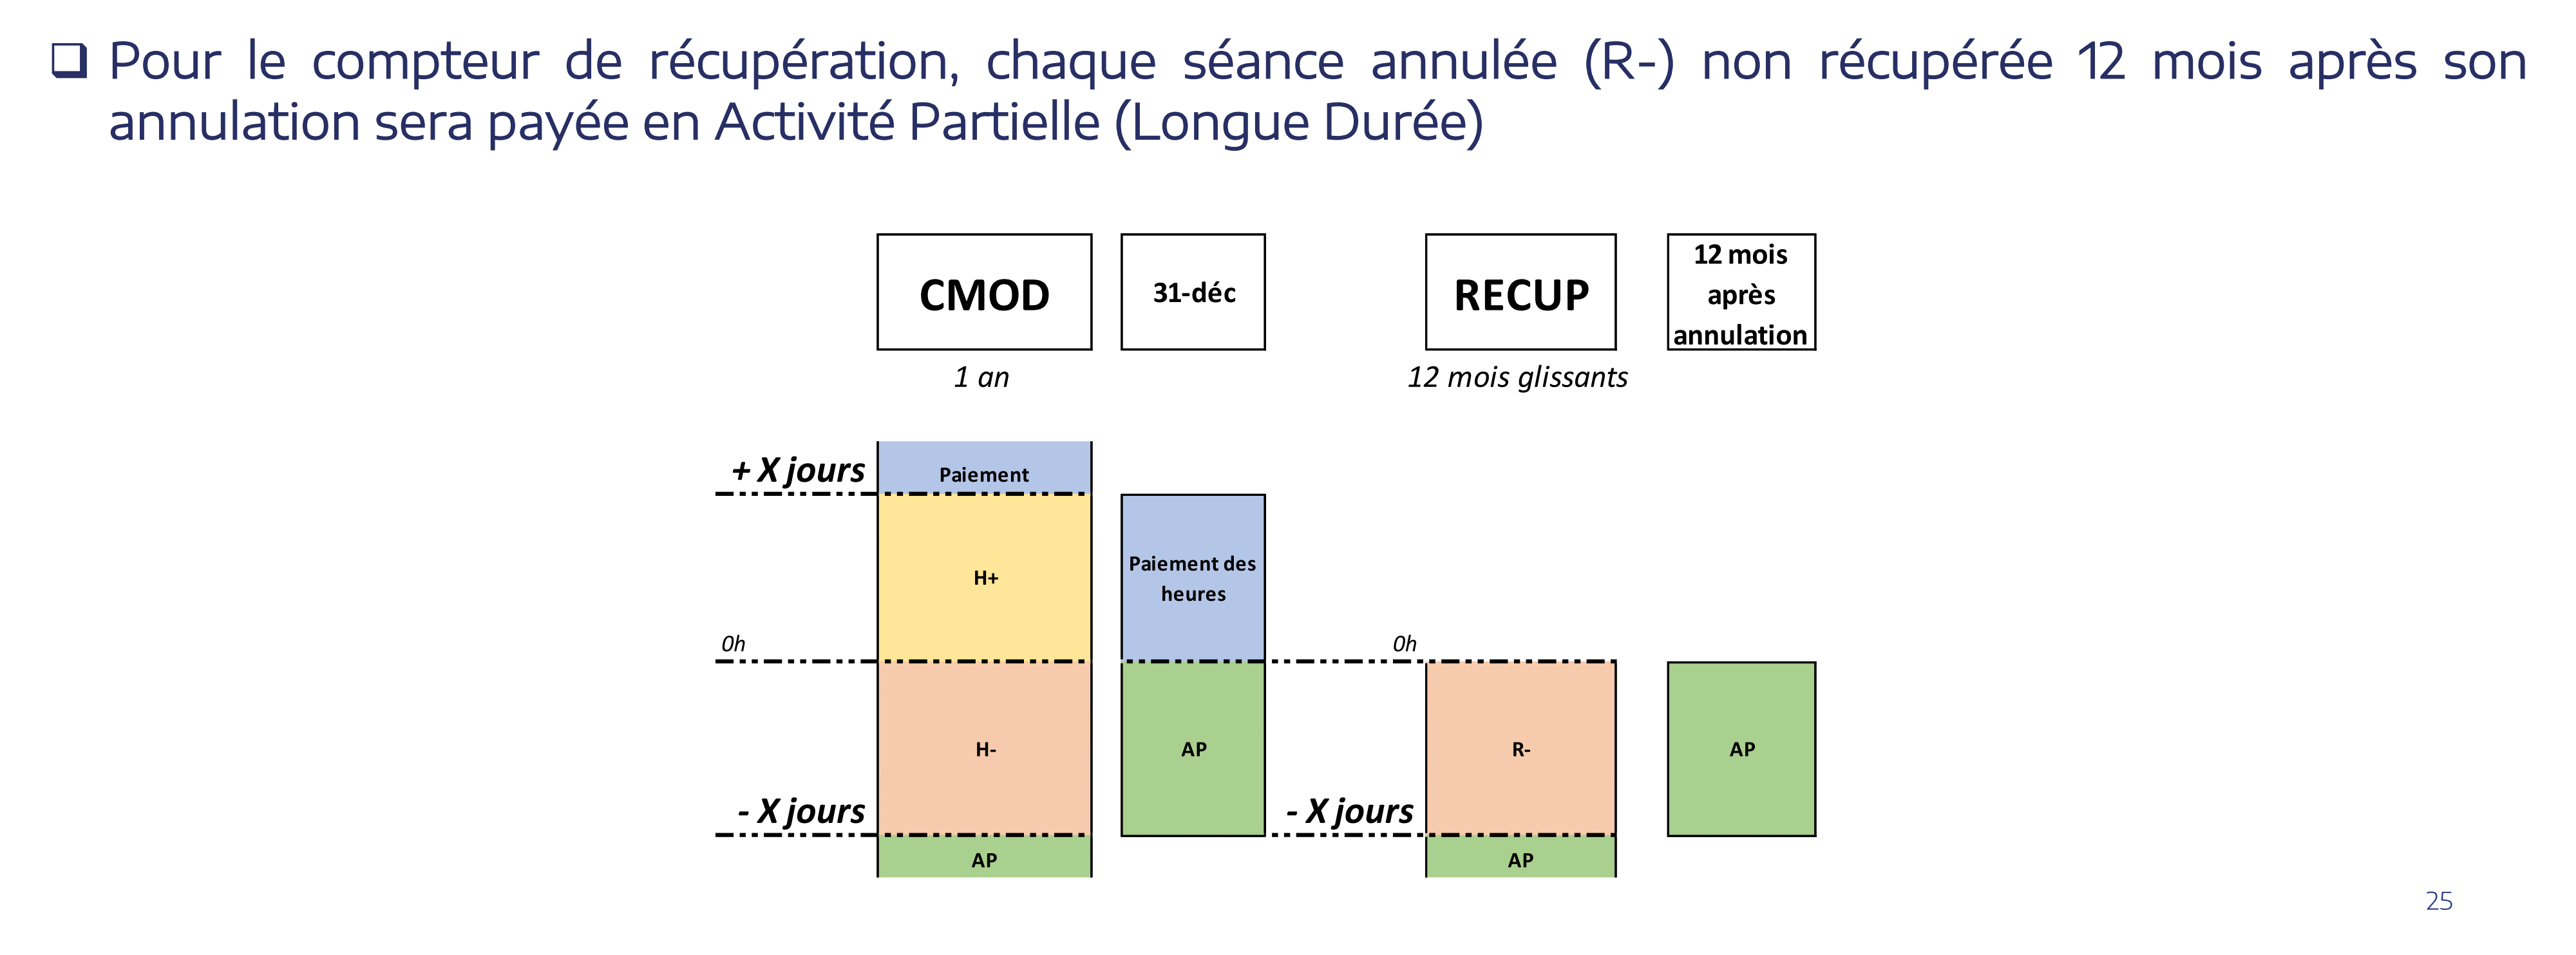 Pour le compteur de récupération, chaque séance annulée (R-) non récupérée 12 mois après son
annulation sera payée en Activité Partielle (Longue Durée)
CMOD
31-déc
RECUP
12 mois
après
annulation
1 an
12 mois glissants
+ X jours
Paiement
H+
Paiement des
heures
0h
0h
H-
AP
R-
AP
- X jours
- X jours
AP
AP
25